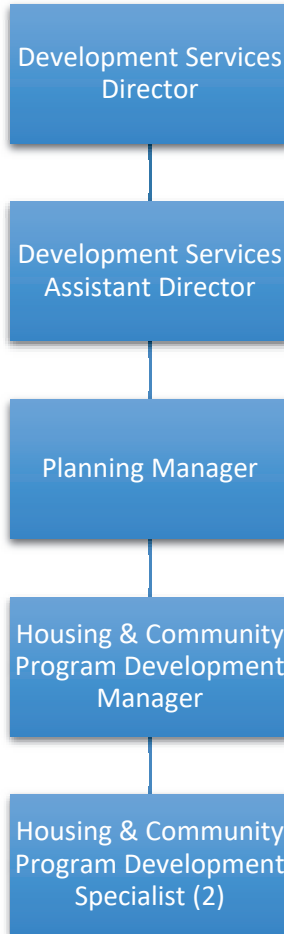 Development Services
Director
Development Services
Assistant Director
Planning Manager
Housing & Community
Program Development
Manager
Housing & Community
Program Development
Specialist (2)